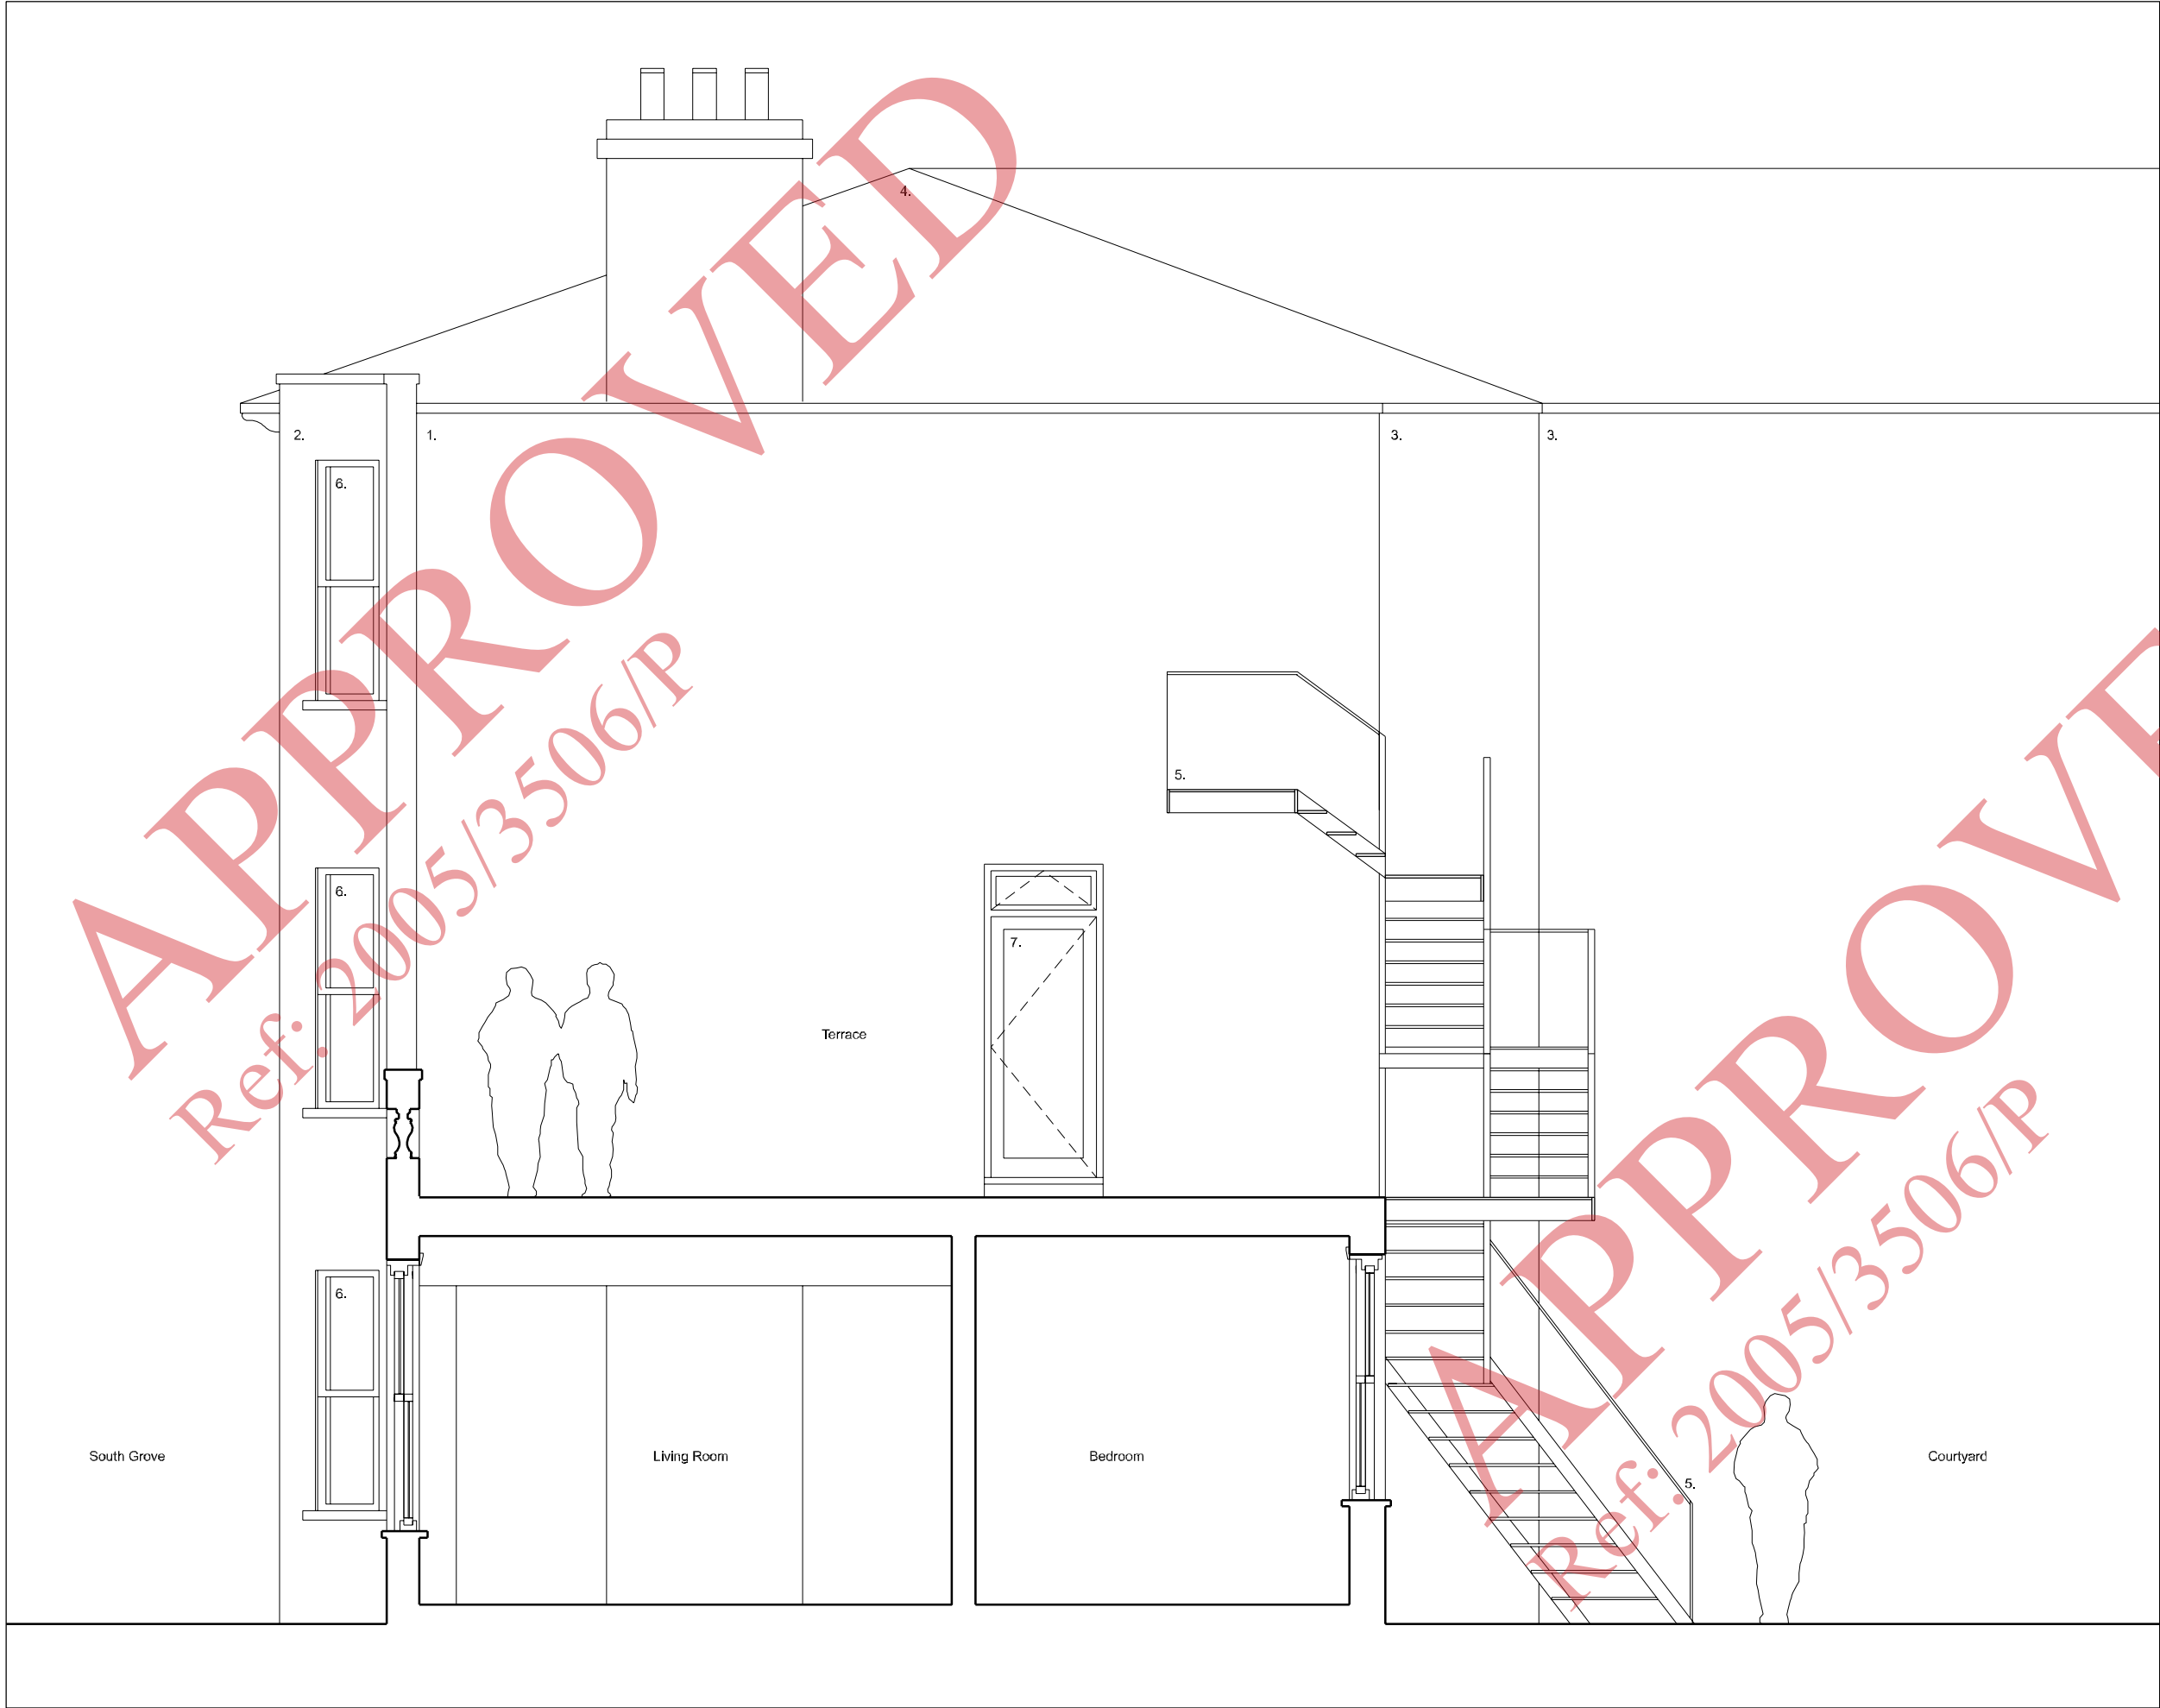 4.
2.
1.
3.
3.
6.
5.
6.
7.
Terrace
6.
South Grove
Living Room
Bedroom
Courtyard
5.
APPROVED
Ref: 2005/3506/P
APPROVE
Ref: 2005/3506/P